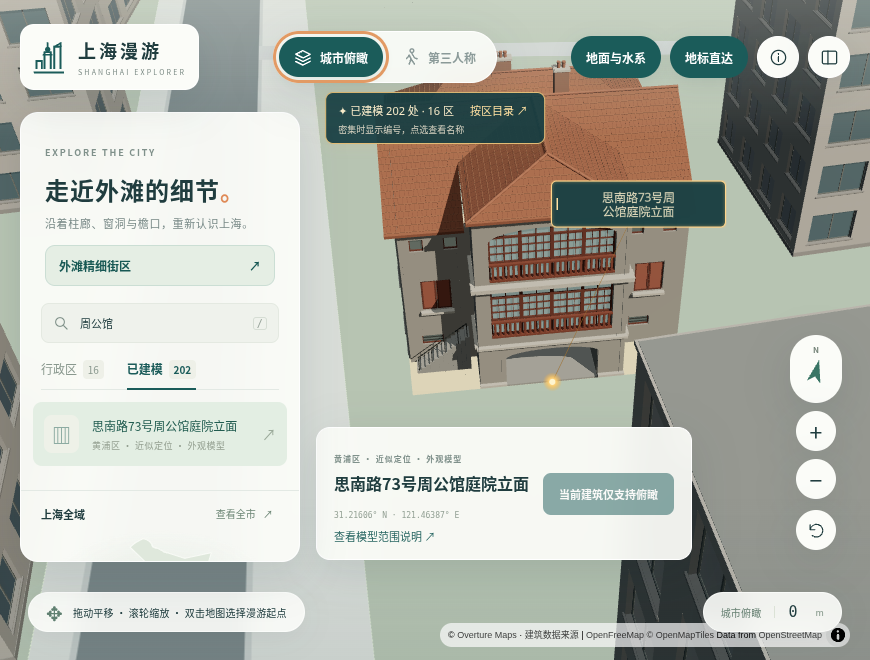 上海漫游
SHANGHAI EXPLORER
城市俯瞰
第三人称
地面与水系
地标直达
✦ 已建模 202 处 · 16 区 按区目录 ↗
密集时显示编号，点选查看名称
EXPLORE THE CITY
走近外滩的细节。
沿着柱廊、窗洞与檐口，重新认识上海。
外滩精细街区 ↗
周公馆 /
行政区 16 已建模 202
思南路73号周公馆庭院立面 ↗
黄浦区 · 近似定位 · 外观模型
上海全域 查看全市 ↗
思南路73号周
公馆庭院立面
黄浦区 · 近似定位 · 外观模型
思南路73号周公馆庭院立面
31.21606° N · 121.46387° E
查看模型范围说明 ↗
当前建筑仅支持俯瞰
N
+
−
拖动平移 · 滚轮缩放 · 双击地图选择漫游起点
城市俯瞰 0 m
© Overture Maps · 建筑数据来源 | OpenFreeMap © OpenMapTiles Data from OpenStreetMap